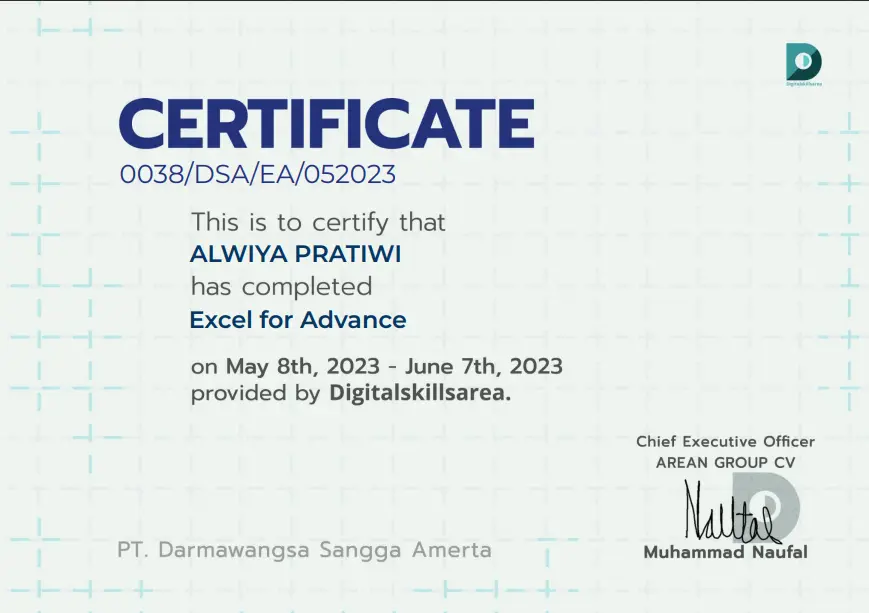 Digitalskillsarea
CERTIFICATE
0038/DSA/EA/052023
This is to certify that
ALWIYA PRATIWI
has completed
Excel for Advance
on May 8th, 2023 - June 7th, 2023
provided by Digitalskillsarea.
Chief Executive Officer
AREAN GROUP CV
Naufal
Muhammad Naufal
PT. Darmawangsa Sangga Amerta